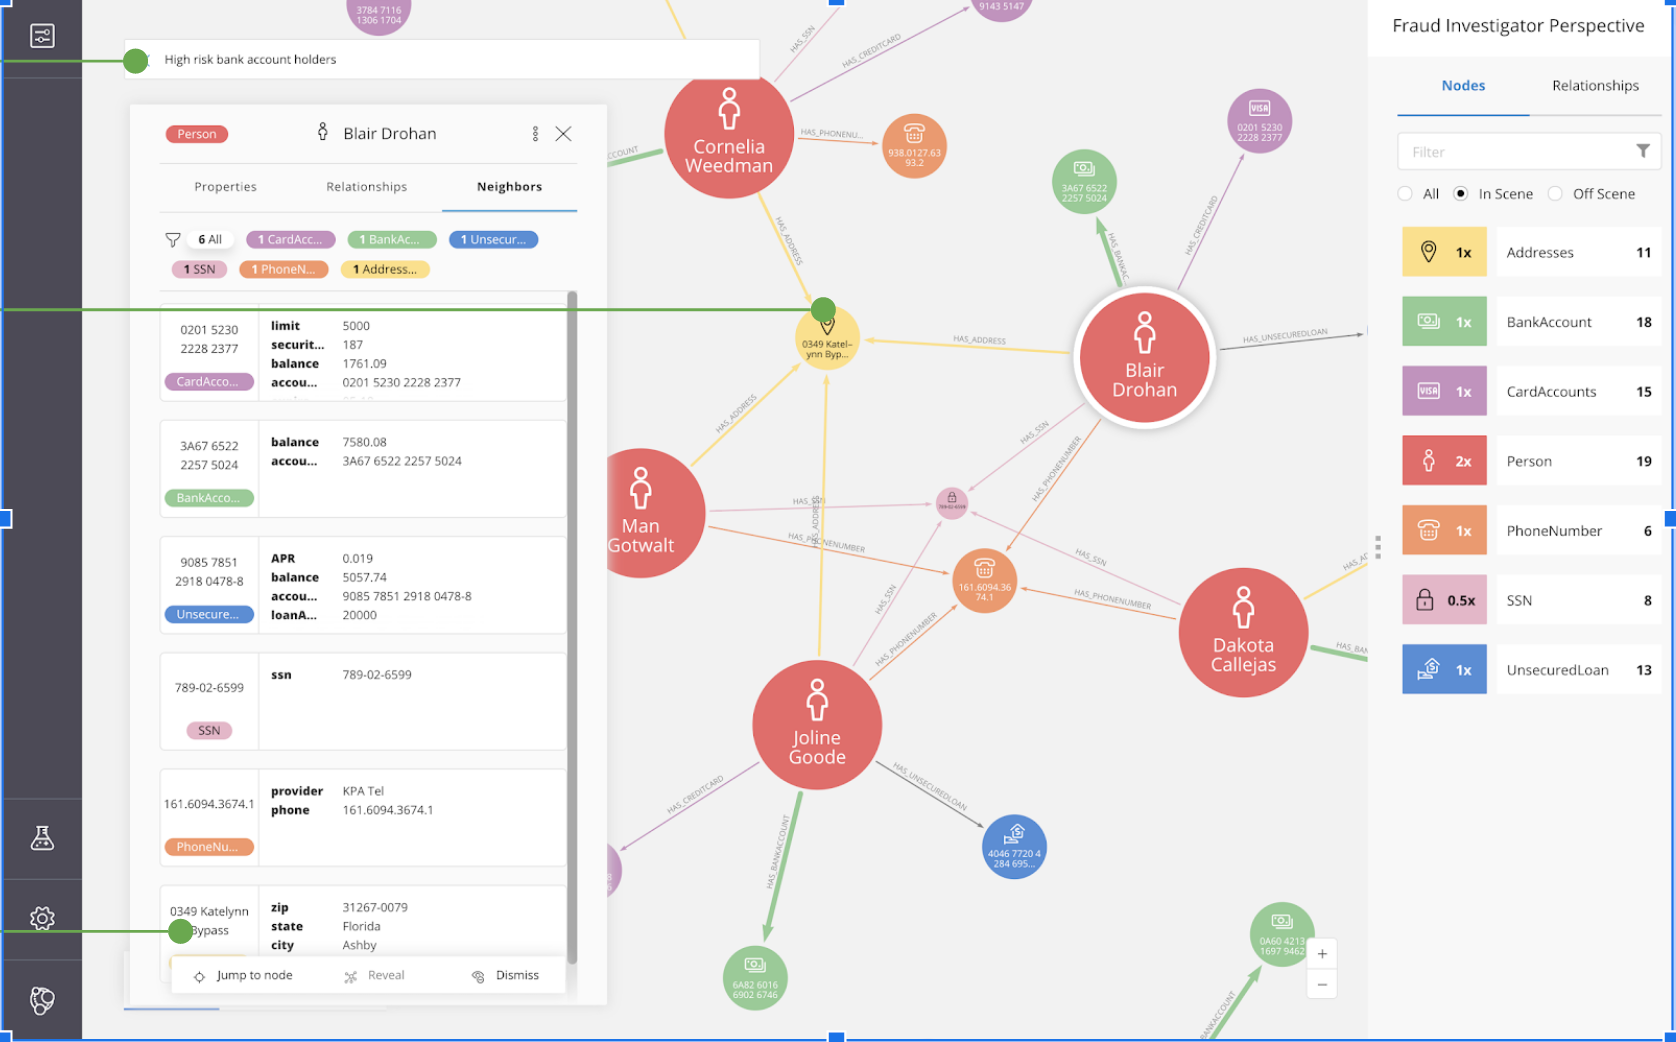 High risk bank account holders
Person
Blair Drohan
Properties
Relationships
Neighbors
6 All
1 CardAcc...
1 BankAc...
1 Unsecur...
1 SSN
1 PhoneN...
1 Address...
0201 5230
2228 2377
CardAcco...
limit 5000
securit... 187
balance 1761.09
accou... 0201 5230 2228 2377
3A67 6522
2257 5024
BankAcco...
balance 7580.08
accou... 3A67 6522 2257 5024
9085 7851
2918 0478-8
Unsecure...
APR 0.019
balance 5057.74
accou... 9085 7851 2918 0478-8
loanA... 20000
789-02-6599
SSN
ssn 789-02-6599
161.6094.3674.1
PhoneNu...
provider KPA Tel
phone 161.6094.3674.1
0349 Katelynn
Bypass
zip 31267-0079
state Florida
city Ashby
Jump to node
Reveal
Dismiss
3784 7116
1306 1704
9143 5147
HAS_SSN
HAS_CREDITCARD
Cornelia
Weedman
HAS_PHONENU...
938.0127.63
93.2
COUNT
HAS_ADDRESS
0349 Katel-
ynn Byp...
HAS_ADDRESS
3A67 6522
2257 5024
HAS_BANKAC
VISA
0201 5230
2228 2377
HAS_CREDITCARD
Blair
Drohan
HAS_UNSECUREDLOAN
HAS_SSN
HAS_PHONENUMBER
HAS_ADDRESS
Man
Gotwalt
HAS_SSN
HAS_PHONENUMBER
HAS_ADDRESS
161.6094.36
74.1
HAS_SSN
HAS_PHONENUMBER
HAS_SSN
HAS_PHONENUMBER
Dakota
Callejas
HAS_AD
HAS_BAN
Joline
Goode
HAS_CREDITCARD
HAS_BANKACCOUNT
HAS_UNSECUREDLOAN
4046 7720 4
284 695...
6A82 6016
6902 6746
0A60 4213
1697 9462
BANKACCOUNT
+
−
Fraud Investigator Perspective
Nodes
Relationships
Filter
All
In Scene
Off Scene
1x Addresses 11
1x BankAccount 18
VISA 1x CardAccounts 15
2x Person 19
1x PhoneNumber 6
0.5x SSN 8
1x UnsecuredLoan 13